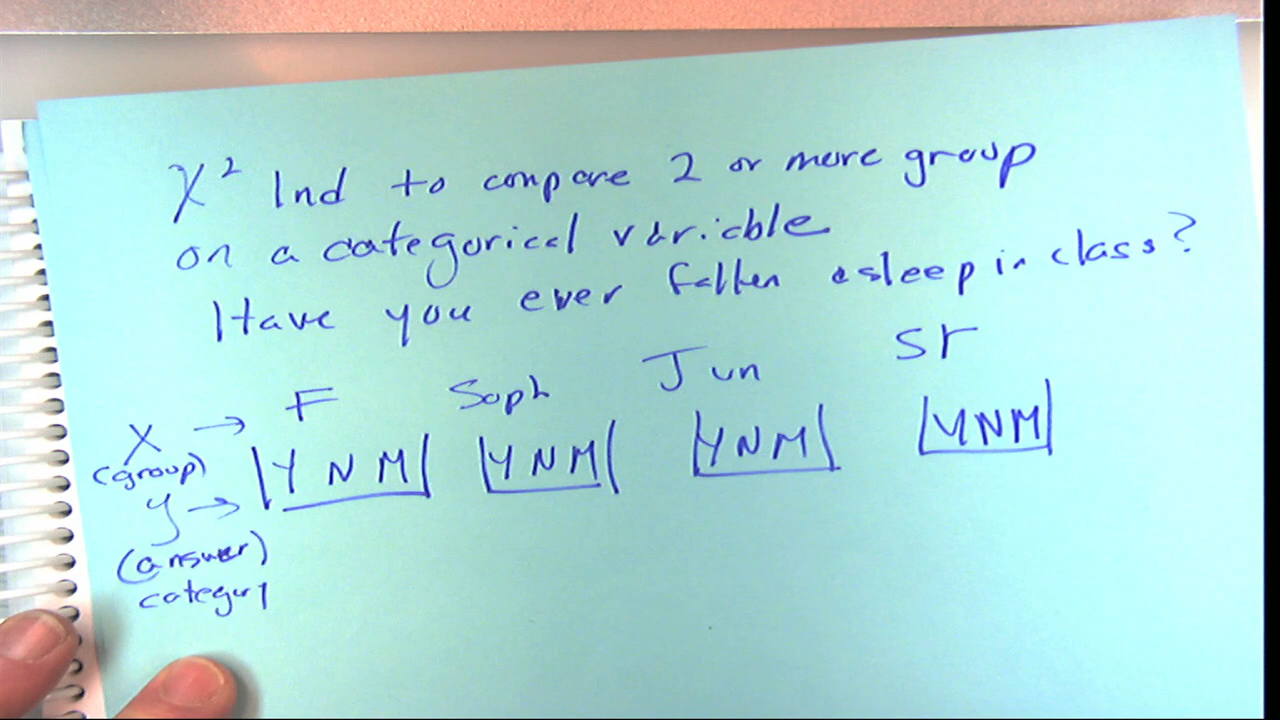 χ² Ind to compare 2 or more group
on a categorical variable
Have you ever fallen asleep in class?
X → F Soph Jun Sr
(group) |Y N M| |Y N M| |Y N M| |Y N M|
y →
(answer)
category